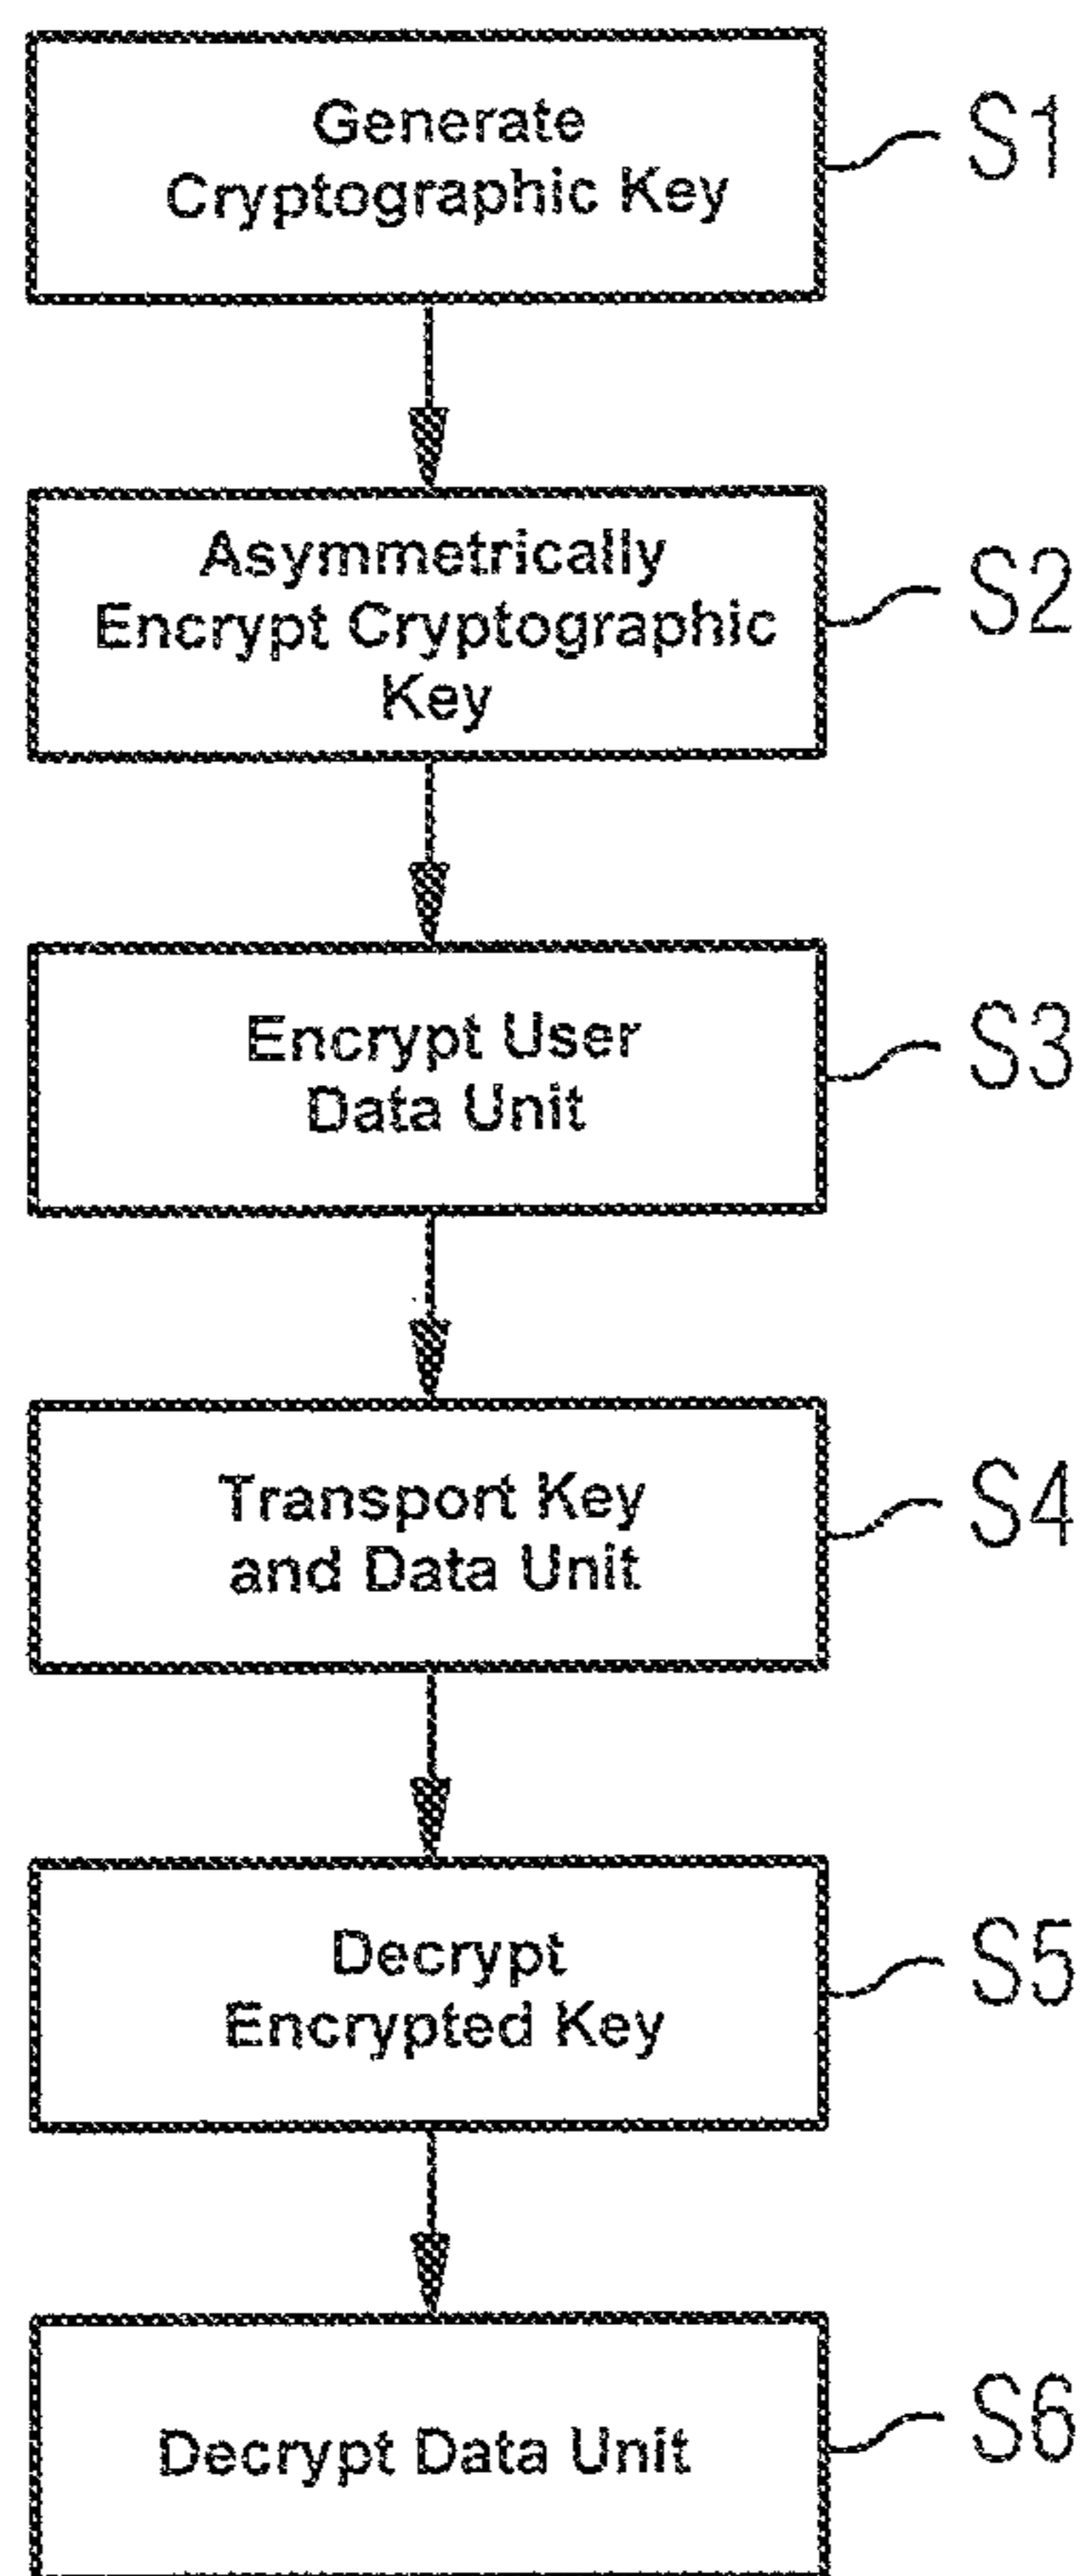 Generate
Cryptographic Key
S1
Asymmetrically
Encrypt Cryptographic
Key
S2
Encrypt User
Data Unit
S3
Transport Key
and Data Unit
S4
Decrypt
Encrypted Key
S5
Decrypt Data Unit
S6